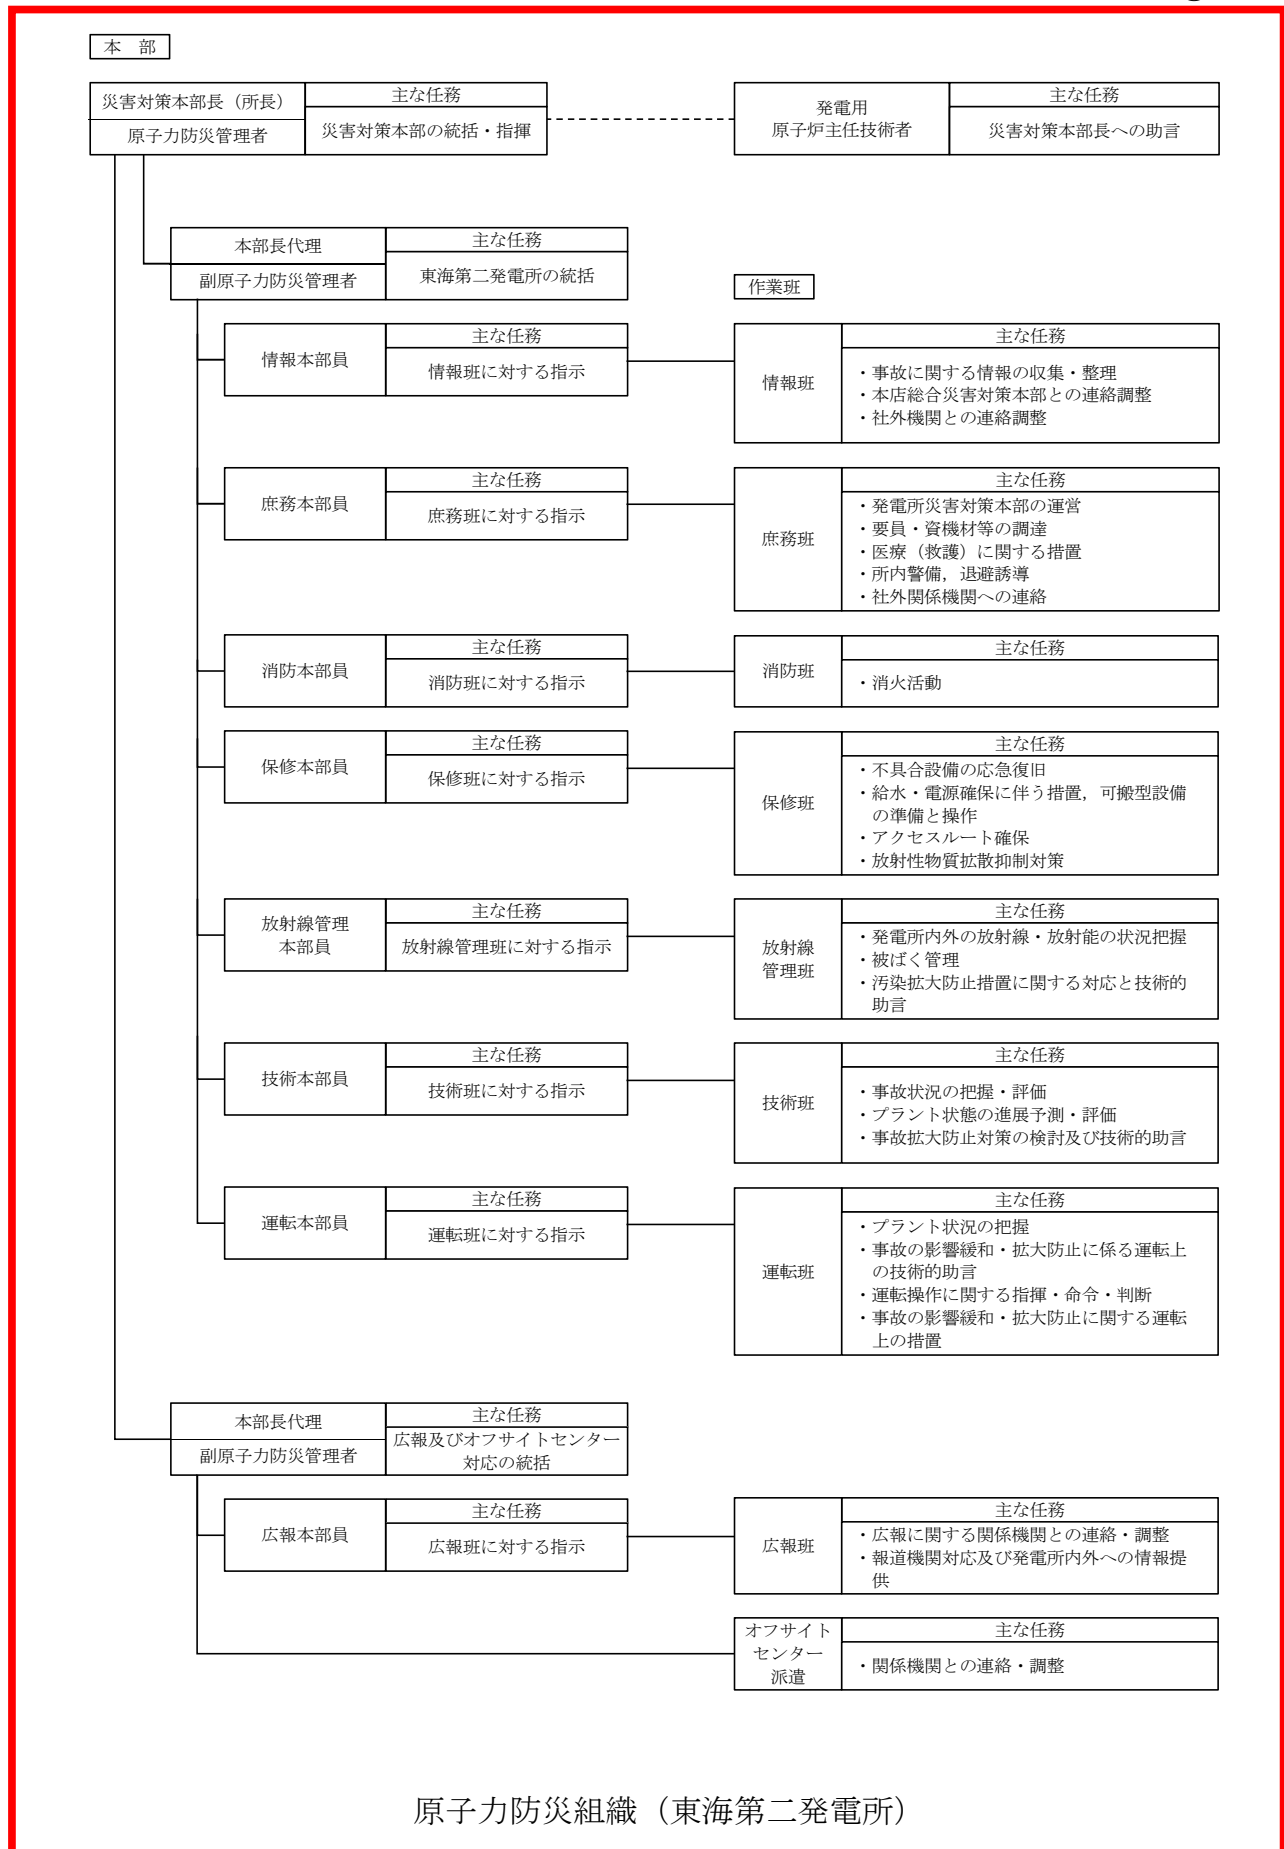 本　部
災害対策本部長（所長）
原子力防災管理者
主な任務
災害対策本部の統括・指揮
発電用
原子炉主任技術者
主な任務
災害対策本部長への助言
本部長代理
副原子力防災管理者
主な任務
東海第二発電所の統括
作業班
情報本部員
主な任務
情報班に対する指示
情報班
主な任務
・事故に関する情報の収集・整理
・本店総合災害対策本部との連絡調整
・社外機関との連絡調整
庶務本部員
主な任務
庶務班に対する指示
庶務班
主な任務
・発電所災害対策本部の運営
・要員・資機材等の調達
・医療（救護）に関する措置
・所内警備，退避誘導
・社外関係機関への連絡
消防本部員
主な任務
消防班に対する指示
消防班
主な任務
・消火活動
保修本部員
主な任務
保修班に対する指示
保修班
主な任務
・不具合設備の応急復旧
・給水・電源確保に伴う措置，可搬型設備
の準備と操作
・アクセスルート確保
・放射性物質拡散抑制対策
放射線管理
本部員
主な任務
放射線管理班に対する指示
放射線
管理班
主な任務
・発電所内外の放射線・放射能の状況把握
・被ばく管理
・汚染拡大防止措置に関する対応と技術的
助言
技術本部員
主な任務
技術班に対する指示
技術班
主な任務
・事故状況の把握・評価
・プラント状態の進展予測・評価
・事故拡大防止対策の検討及び技術的助言
運転本部員
主な任務
運転班に対する指示
運転班
主な任務
・プラント状況の把握
・事故の影響緩和・拡大防止に係る運転上
の技術的助言
・運転操作に関する指揮・命令・判断
・事故の影響緩和・拡大防止に関する運転
上の措置
本部長代理
副原子力防災管理者
主な任務
広報及びオフサイトセンター
対応の統括
広報本部員
主な任務
広報班に対する指示
広報班
主な任務
・広報に関する関係機関との連絡・調整
・報道機関対応及び発電所内外への情報提
供
オフサイト
センター
派遣
主な任務
・関係機関との連絡・調整
原子力防災組織（東海第二発電所）